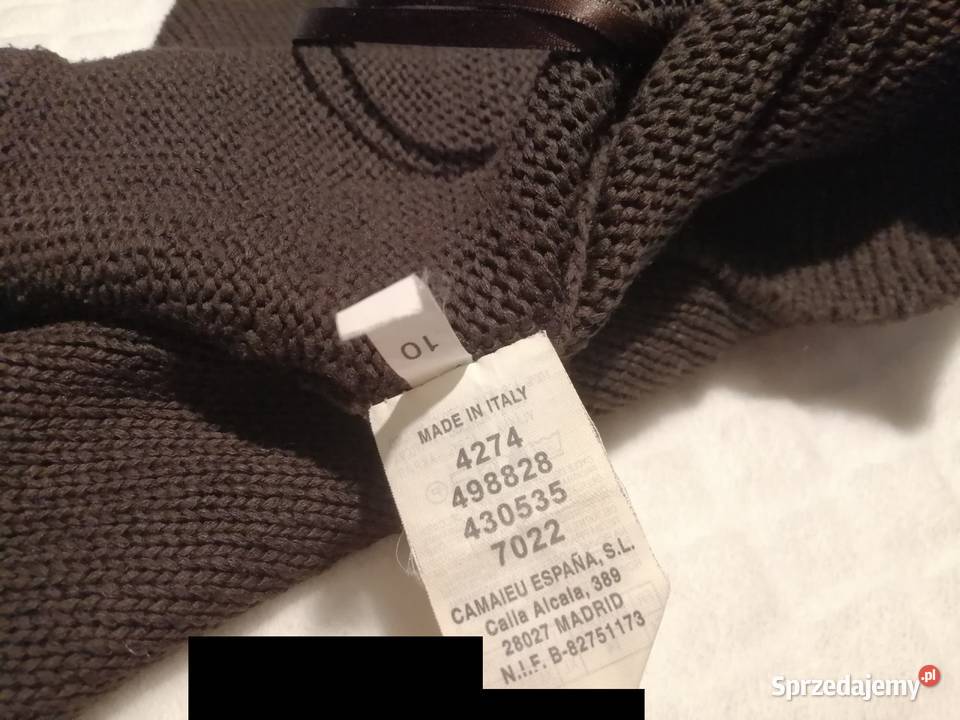 10
MADE IN ITALY
4274
498828
430535
7022
CAMAIEU ESPAÑA, S.L.
Calla Alcala, 389
28027 MADRID
N.I.F. B-82751173
Sprzedajemy.pl